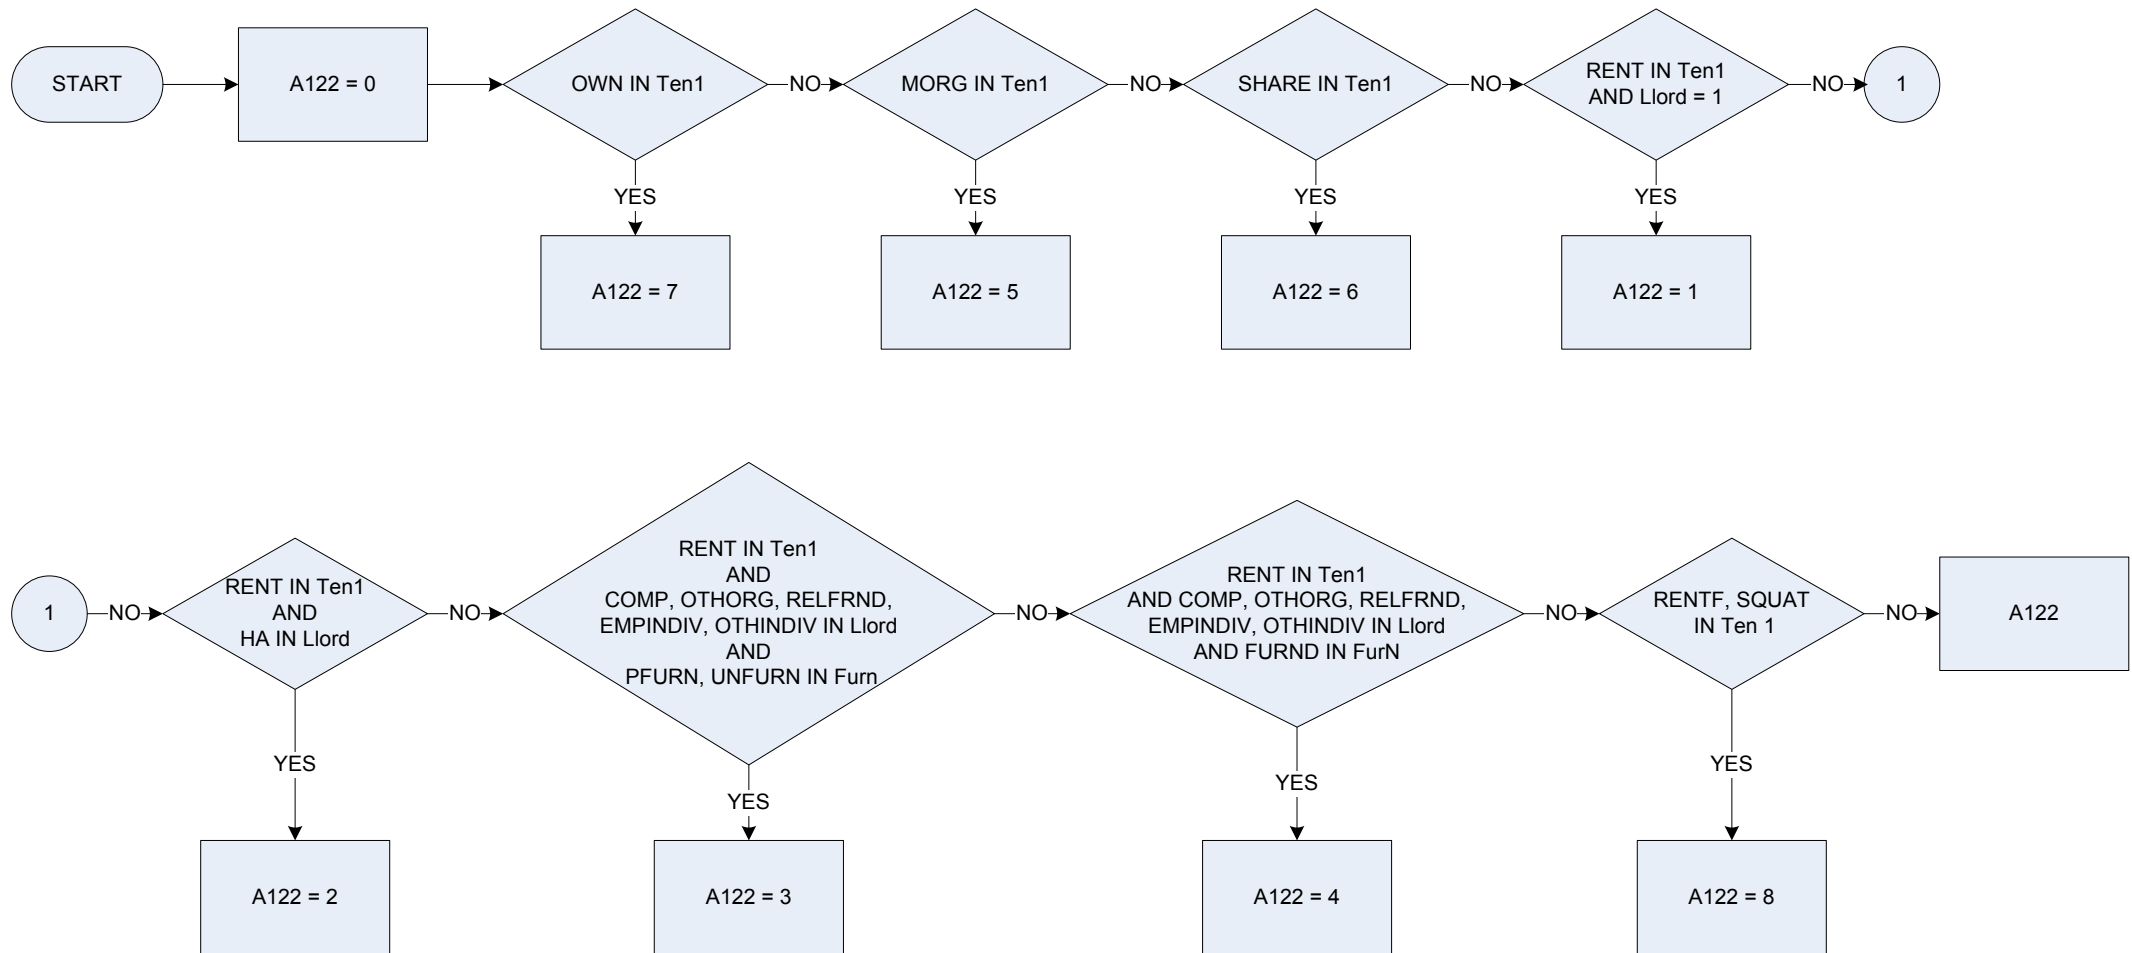 START
A122 = 0
OWN IN Ten1
NO
MORG IN Ten1
NO
SHARE IN Ten1
NO
RENT IN Ten1
AND Llord = 1
NO
1
YES
YES
YES
YES
A122 = 7
A122 = 5
A122 = 6
A122 = 1
1
NO
RENT IN Ten1
AND
HA IN Llord
NO
RENT IN Ten1
AND
COMP, OTHORG, RELFRND,
EMPINDIV, OTHINDIV IN Llord
AND
PFURN, UNFURN IN Furn
NO
RENT IN Ten1
AND COMP, OTHORG, RELFRND,
EMPINDIV, OTHINDIV IN Llord
AND FURND IN FurN
NO
RENTF, SQUAT
IN Ten 1
NO
A122
YES
YES
YES
YES
A122 = 2
A122 = 3
A122 = 4
A122 = 8